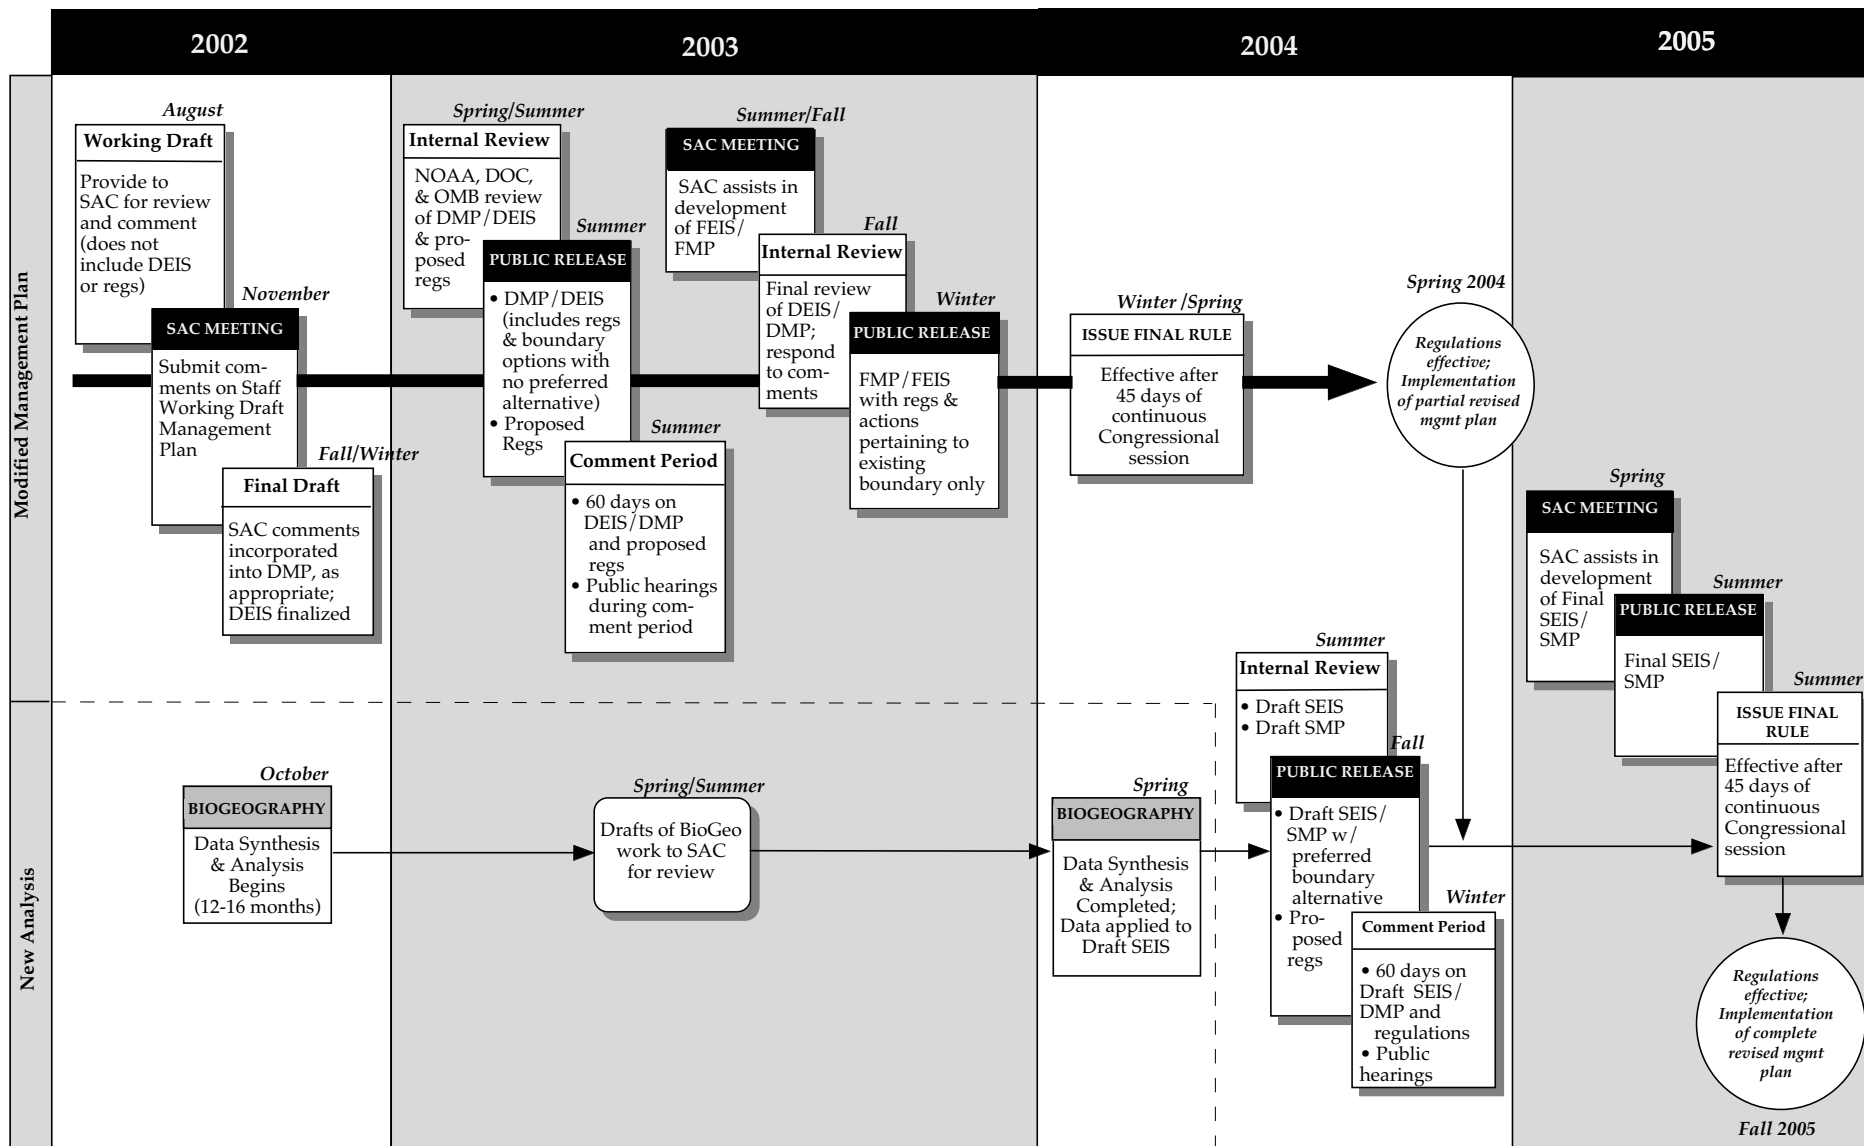 2002
2003
2004
2005
Modified Management Plan
August
Working Draft
Provide to
SAC for review
and comment
(does not
include DEIS
or regs)
November
SAC MEETING
Submit com-
ments on Staff
Working Draft
Management
Plan
Fall/Winter
Final Draft
SAC comments
incorporated
into DMP, as
appropriate;
DEIS finalized
Spring/Summer
Internal Review
NOAA, DOC,
& OMB review
of DMP/DEIS
& pro-
posed
regs
Summer
PUBLIC RELEASE
• DMP/DEIS
(includes regs
& boundary
options with
no preferred
alternative)
• Proposed
Regs
Summer
Comment Period
• 60 days on
DEIS/DMP
and proposed
regs
• Public hearings
during com-
ment period
Summer/Fall
SAC MEETING
SAC assists in
development
of FEIS/
FMP
Fall
Internal Review
Final review
of DEIS/
DMP;
respond
to com-
ments
Winter
PUBLIC RELEASE
FMP/FEIS
with regs &
actions
pertaining to
existing
boundary only
Winter /Spring
ISSUE FINAL RULE
Effective after
45 days of
continuous
Congressional
session
Spring 2004
Regulations
effective;
Implementation
of partial revised
mgmt plan
Spring
SAC MEETING
SAC assists in
development
of Final
SEIS/
SMP
Summer
PUBLIC RELEASE
Final SEIS/
SMP
Summer
ISSUE FINAL
RULE
Effective after
45 days of
continuous
Congressional
session
New Analysis
October
BIOGEOGRAPHY
Data Synthesis
& Analysis
Begins
(12-16 months)
Spring/Summer
Drafts of BioGeo
work to SAC
for review
Spring
BIOGEOGRAPHY
Data Synthesis
& Analysis
Completed;
Data applied to
Draft SEIS
Summer
Internal Review
• Draft SEIS
• Draft SMP
Fall
PUBLIC RELEASE
• Draft SEIS/
SMP w/
preferred
boundary
alternative
• Pro-
posed
regs
Winter
Comment Period
• 60 days on
Draft SEIS/
DMP and
regulations
• Public
hearings
Regulations
effective;
Implementation
of complete
revised mgmt
plan
Fall 2005